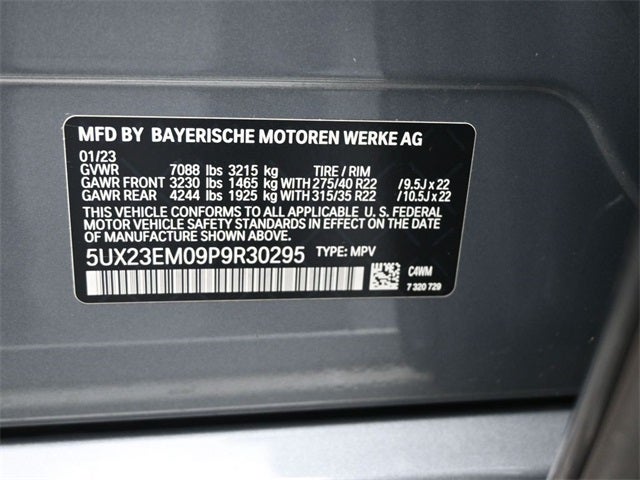 MFD BY BAYERISCHE MOTOREN WERKE AG
01/23
GVWR 7088 lbs 3215 kg TIRE / RIM
GAWR FRONT 3230 lbs 1465 kg WITH 275/40 R22 /9.5J x 22
GAWR REAR 4244 lbs 1925 kg WITH 315/35 R22 /10.5J x 22
THIS VEHICLE CONFORMS TO ALL APPLICABLE U.S. FEDERAL
MOTOR VEHICLE SAFETY STANDARDS IN EFFECT ON THE DATE
OF MANUFACTURE SHOWN ABOVE.
5UX23EM09P9R30295 TYPE: MPV
C4WM
7 320 729